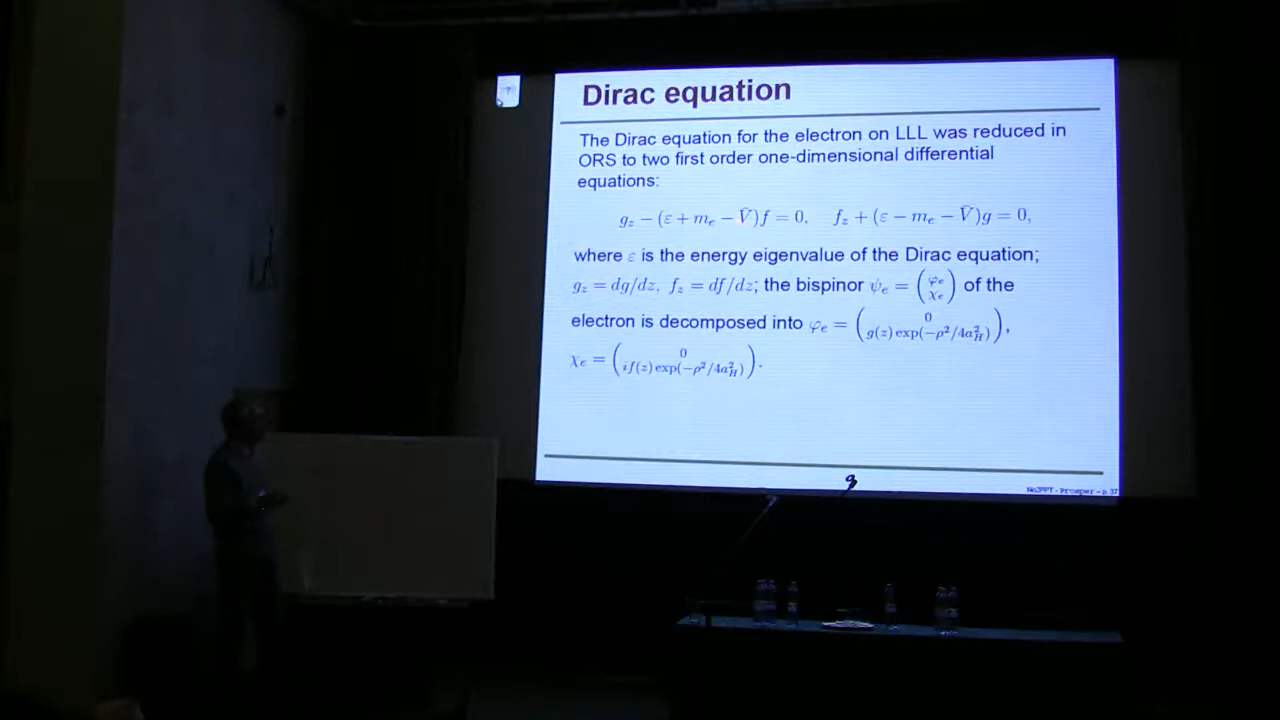 Dirac equation
The Dirac equation for the electron on LLL was reduced in
ORS to two first order one-dimensional differential
equations:
g_z − (ε + m_e − V̄)f = 0,    f_z + (ε − m_e − V̄)g = 0,
where ε is the energy eigenvalue of the Dirac equation;
g_z = dg/dz, f_z = df/dz; the bispinor ψ_e = (φ_e χ_e) of the
electron is decomposed into φ_e = (0 g(z) exp(−ρ²/4a_H²)),
χ_e = (0 if(z) exp(−ρ²/4a_H²)).
No2PPT - Prosper – p. 37